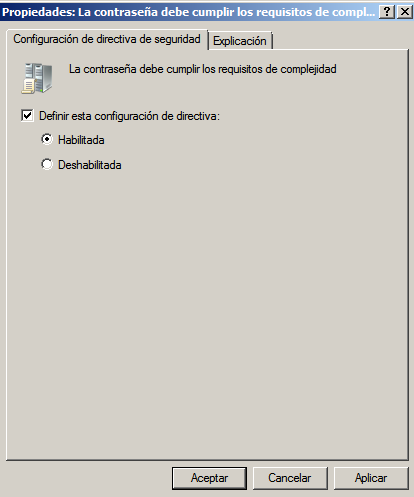 Propiedades: La contraseña debe cumplir los requisitos de compl...
Configuración de directiva de seguridad
Explicación
La contraseña debe cumplir los requisitos de complejidad
Definir esta configuración de directiva:
Habilitada
Deshabilitada
Aceptar
Cancelar
Aplicar